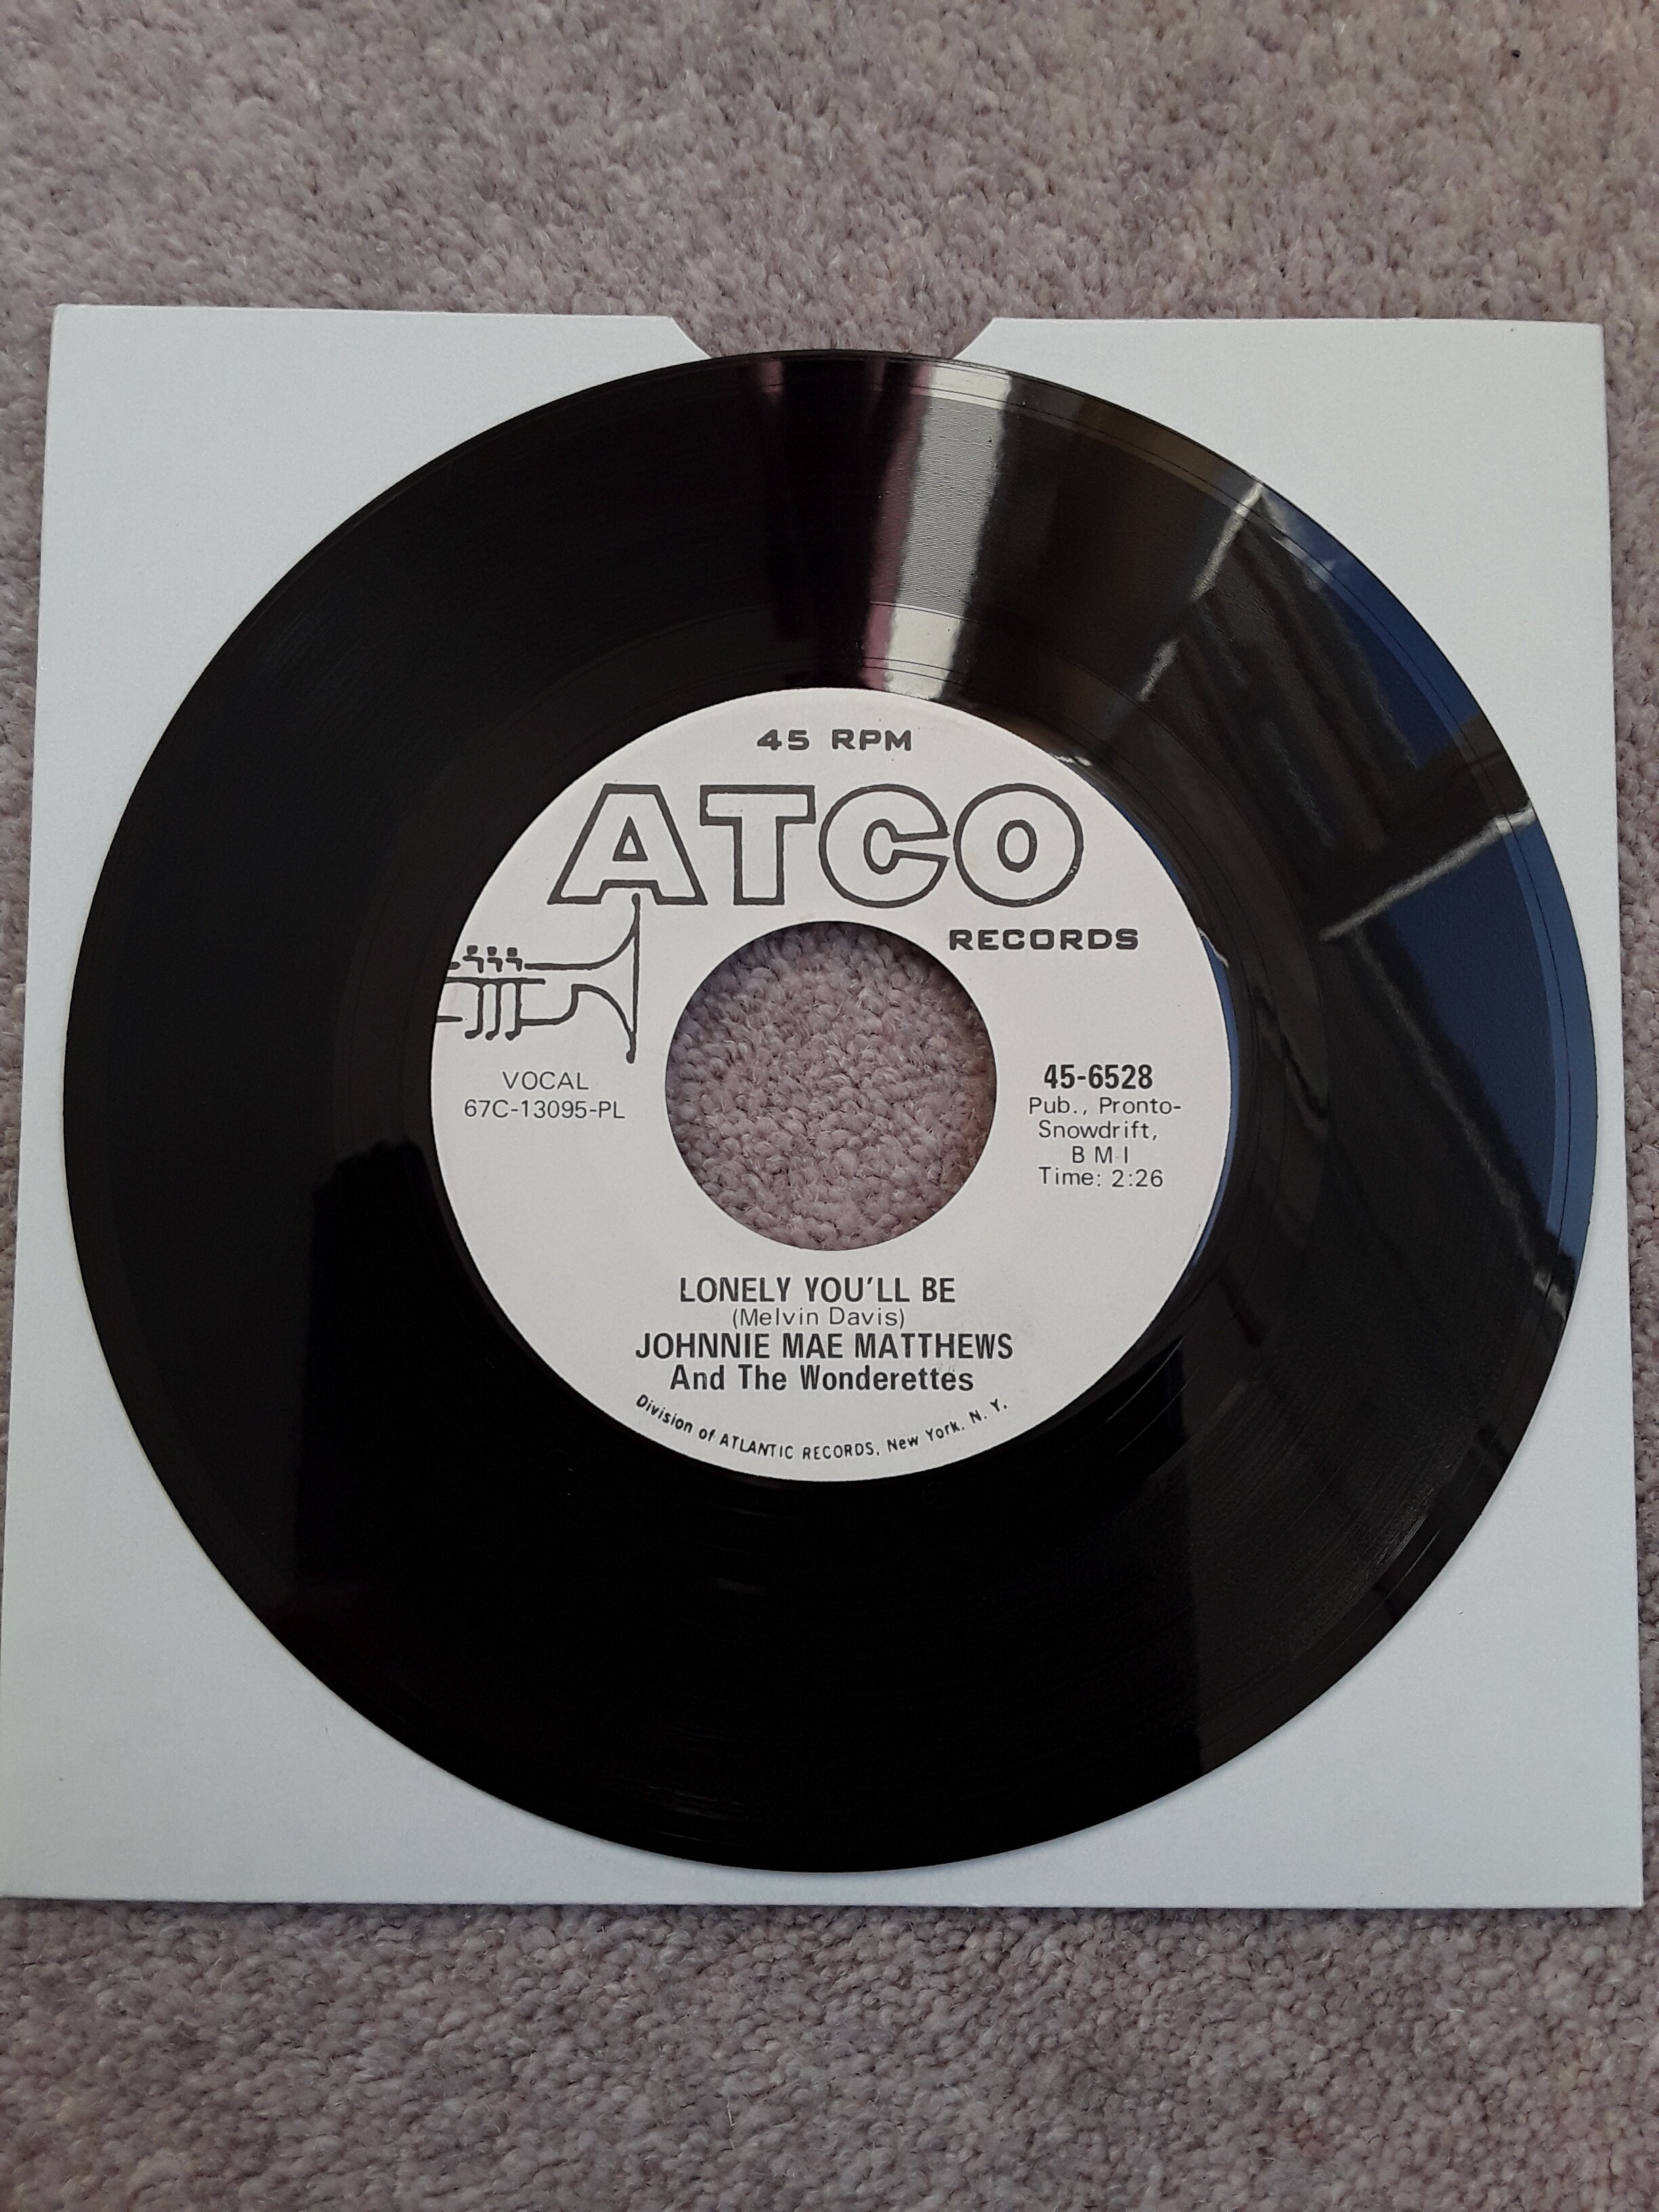 45 RPM
ATCO
RECORDS
VOCAL
67C-13095-PL
45-6528
Pub., Pronto-
Snowdrift,
B M I
Time: 2:26
LONELY YOU'LL BE
(Melvin Davis)
JOHNNIE MAE MATTHEWS
And The Wonderettes
Division of ATLANTIC RECORDS, New York, N. Y.